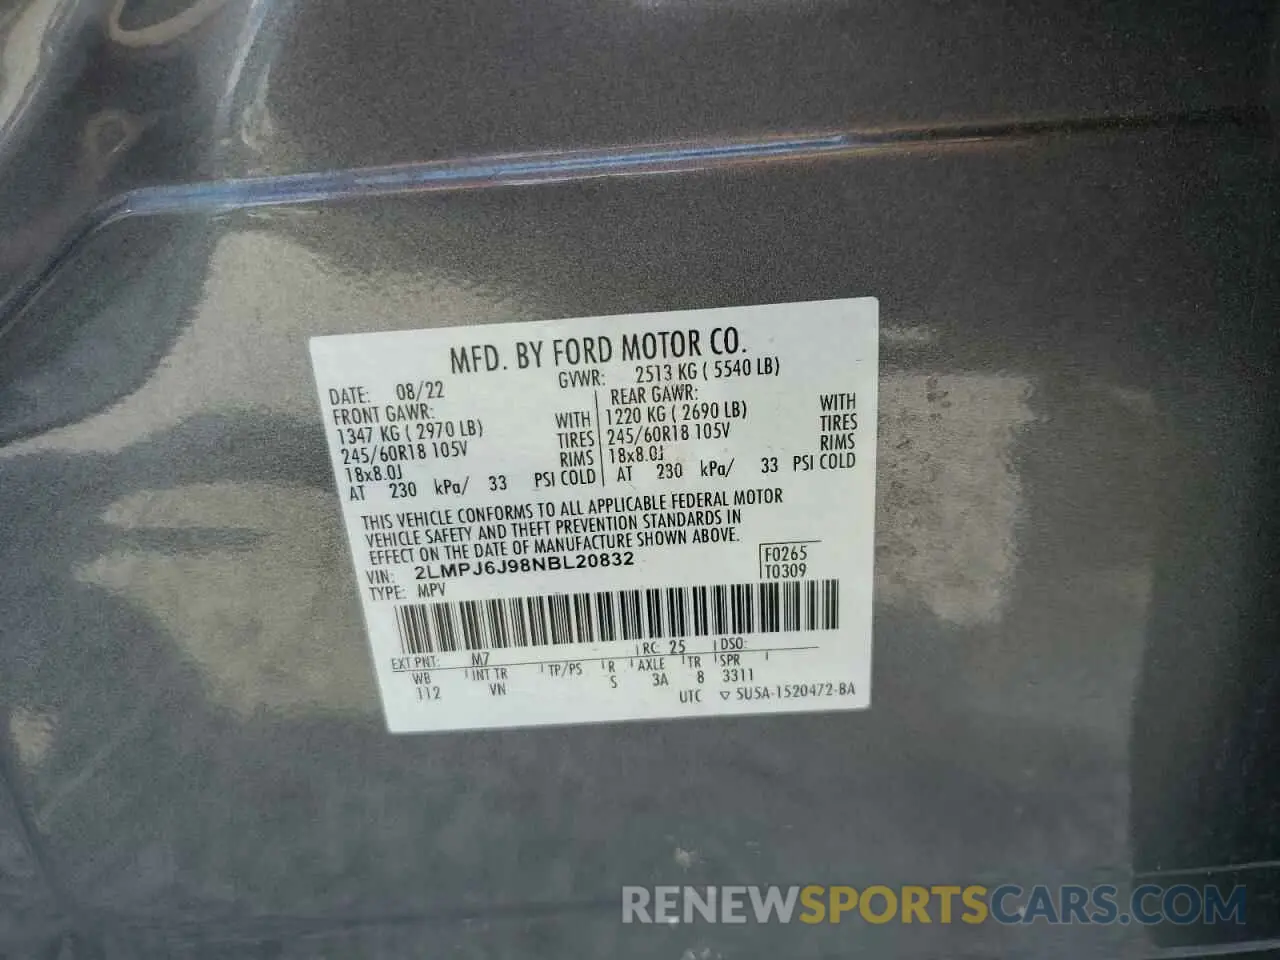 MFD. BY FORD MOTOR CO.
DATE: 08/22 GVWR: 2513 KG ( 5540 LB)
FRONT GAWR: REAR GAWR:
1347 KG ( 2970 LB) WITH 1220 KG ( 2690 LB) WITH
245/60R18 105V TIRES 245/60R18 105V TIRES
18x8.0J RIMS 18x8.0J RIMS
AT 230 kPa/ 33 PSI COLD AT 230 kPa/ 33 PSI COLD
THIS VEHICLE CONFORMS TO ALL APPLICABLE FEDERAL MOTOR
VEHICLE SAFETY AND THEFT PREVENTION STANDARDS IN
EFFECT ON THE DATE OF MANUFACTURE SHOWN ABOVE.
VIN: 2LMPJ6J98NBL20832 F0265
TYPE: MPV T0309
EXT PNT: M7 RC: 25 DSO:
WB INT TR TP/PS R AXLE TR SPR
112 VN S 3A 8 3311
UTC ▽ 5U5A-1520472-BA
RENEWSPORTSCARS.COM